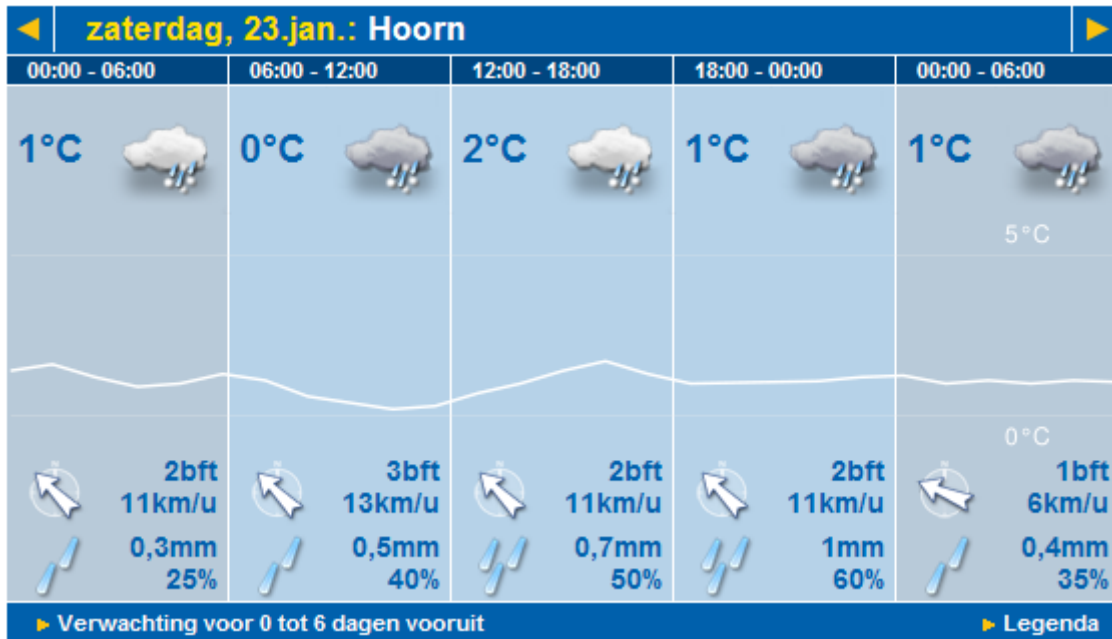 zaterdag, 23.jan.: Hoorn
00:00 - 06:00 06:00 - 12:00 12:00 - 18:00 18:00 - 00:00 00:00 - 06:00
1°C 0°C 2°C 1°C 1°C
5°C
0°C
N N N N N
2bft 3bft 2bft 2bft 1bft
11km/u 13km/u 11km/u 11km/u 6km/u
0,3mm 0,5mm 0,7mm 1mm 0,4mm
25% 40% 50% 60% 35%
Verwachting voor 0 tot 6 dagen vooruit Legenda